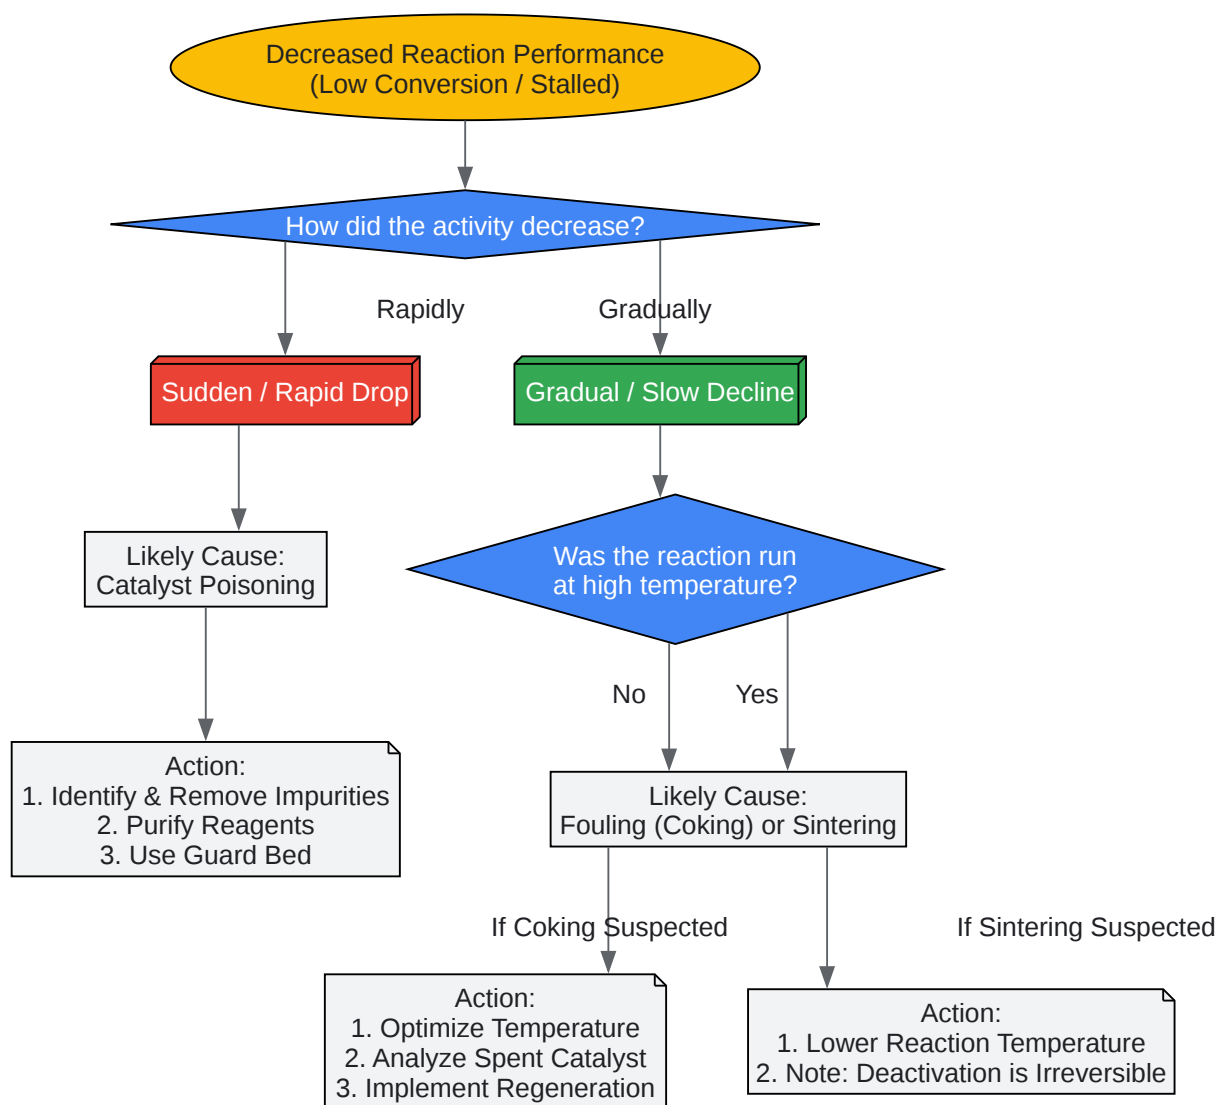 Decreased Reaction Performance
(Low Conversion / Stalled)
How did the activity decrease?
Rapidly
Gradually
Sudden / Rapid Drop
Gradual / Slow Decline
Likely Cause:
Catalyst Poisoning
Was the reaction run
at high temperature?
No
Yes
Action:
1. Identify & Remove Impurities
2. Purify Reagents
3. Use Guard Bed
Likely Cause:
Fouling (Coking) or Sintering
If Coking Suspected
If Sintering Suspected
Action:
1. Optimize Temperature
2. Analyze Spent Catalyst
3. Implement Regeneration
Action:
1. Lower Reaction Temperature
2. Note: Deactivation is Irreversible